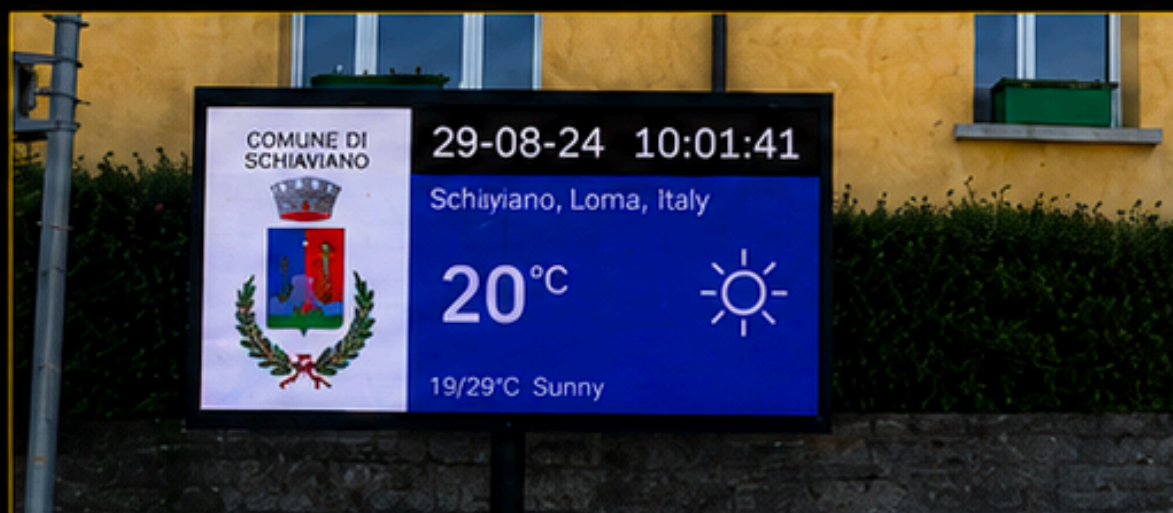 COMUNE DI
SCHIAVIANO
29-08-24 10:01:41
Loma, Italy
20°C
19/29°C Sunny